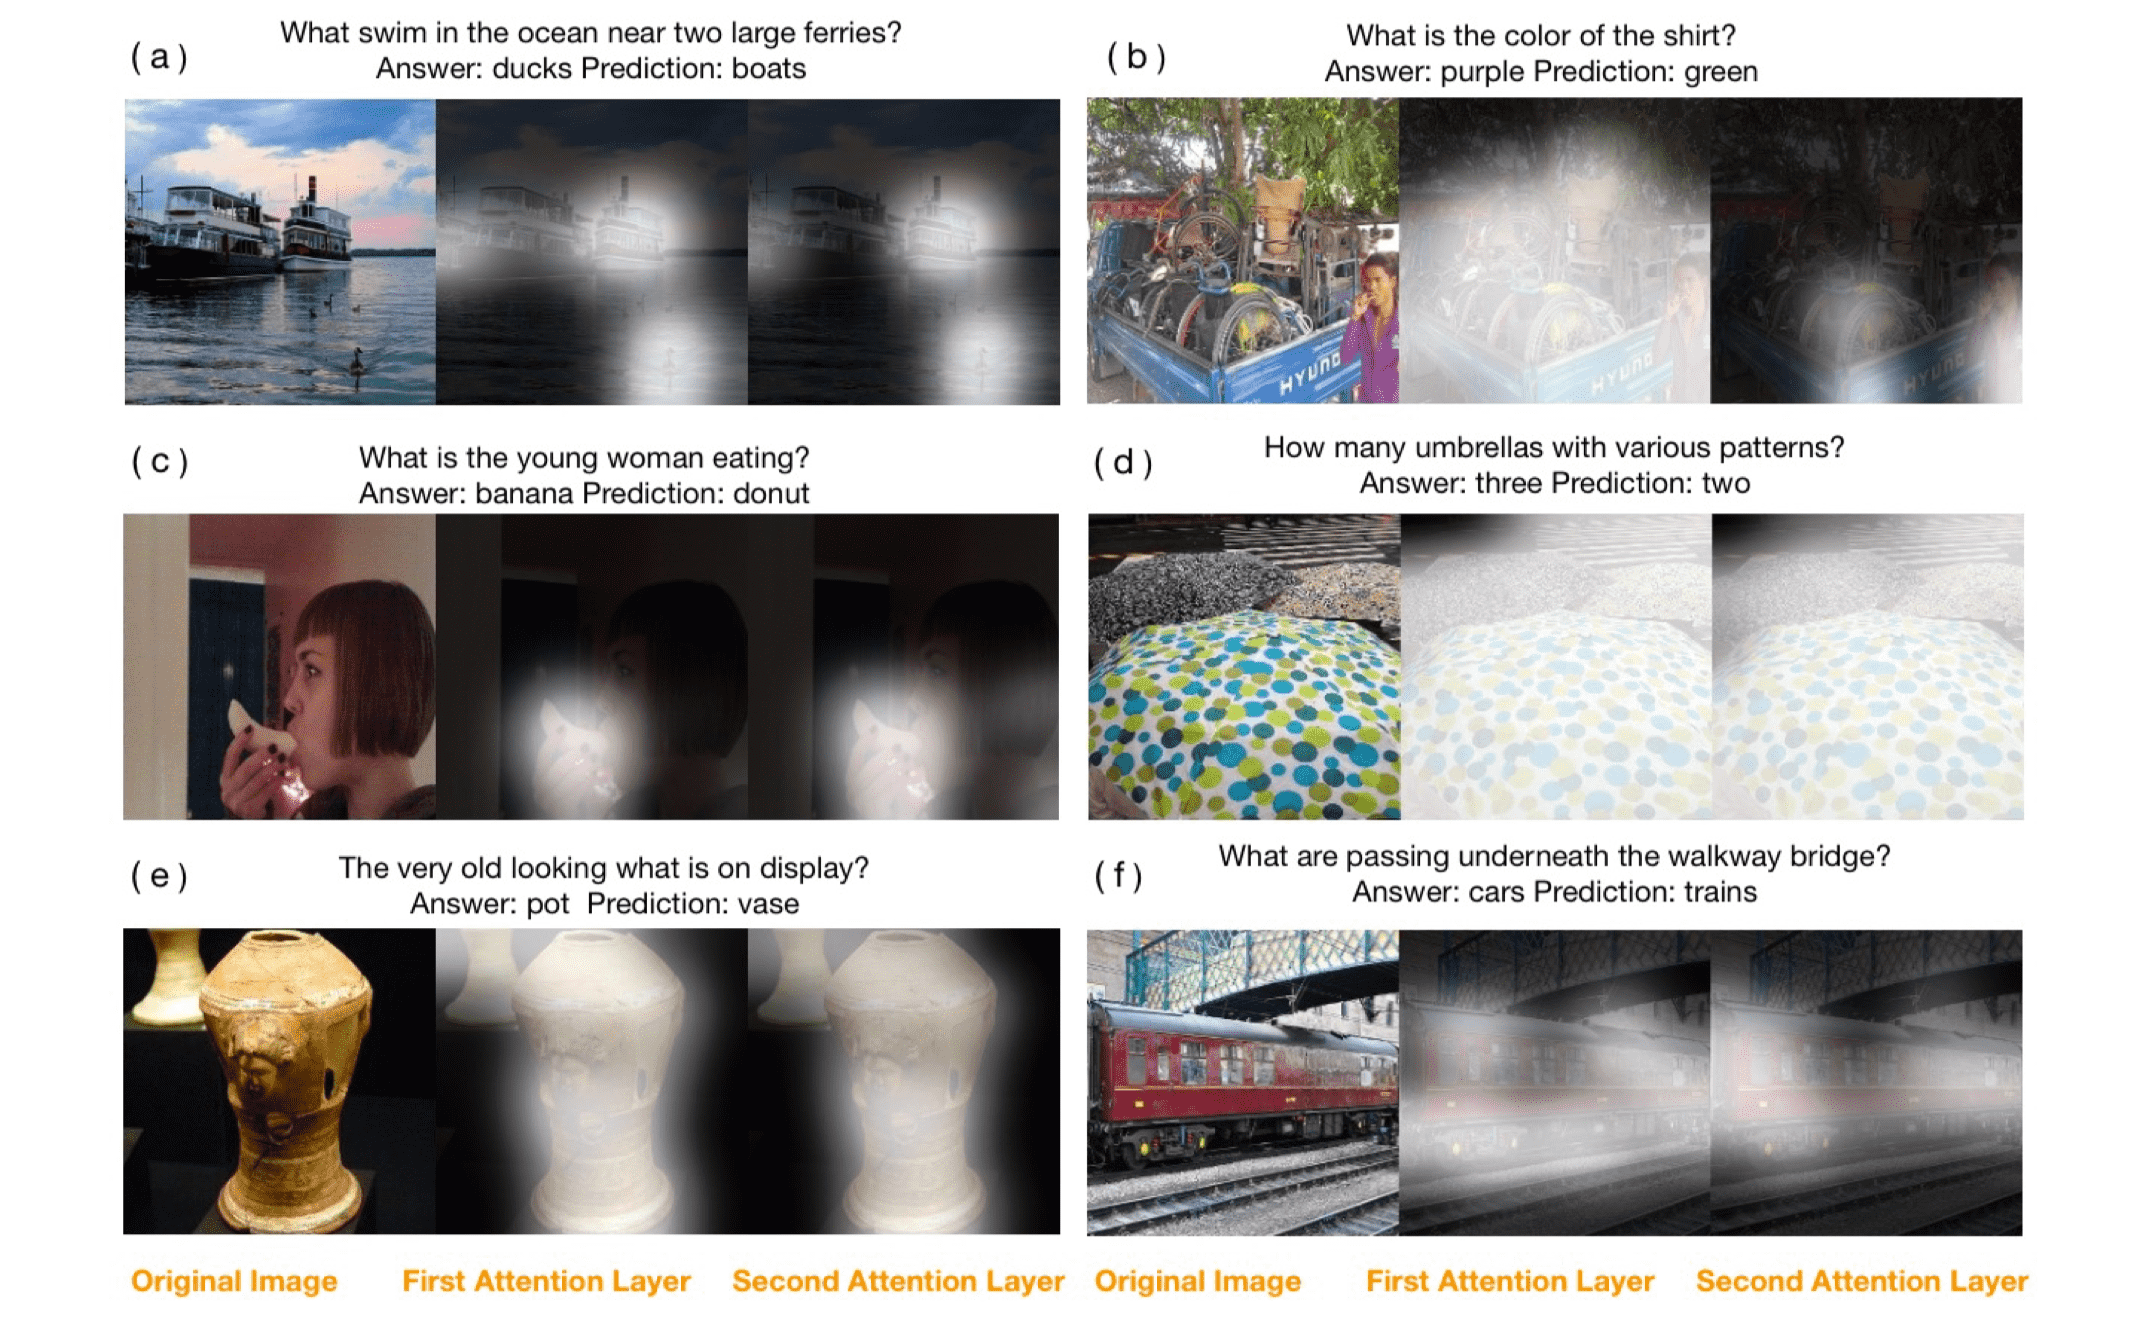 (a)
What swim in the ocean near two large ferries?
Answer: ducks Prediction: boats
(b)
What is the color of the shirt?
Answer: purple Prediction: green
HYUND
HYUND
HYUND
(c)
What is the young woman eating?
Answer: banana Prediction: donut
(d)
How many umbrellas with various patterns?
Answer: three Prediction: two
(e)
The very old looking what is on display?
Answer: pot Prediction: vase
(f)
What are passing underneath the walkway bridge?
Answer: cars Prediction: trains
Original Image
First Attention Layer
Second Attention Layer
Original Image
First Attention Layer
Second Attention Layer